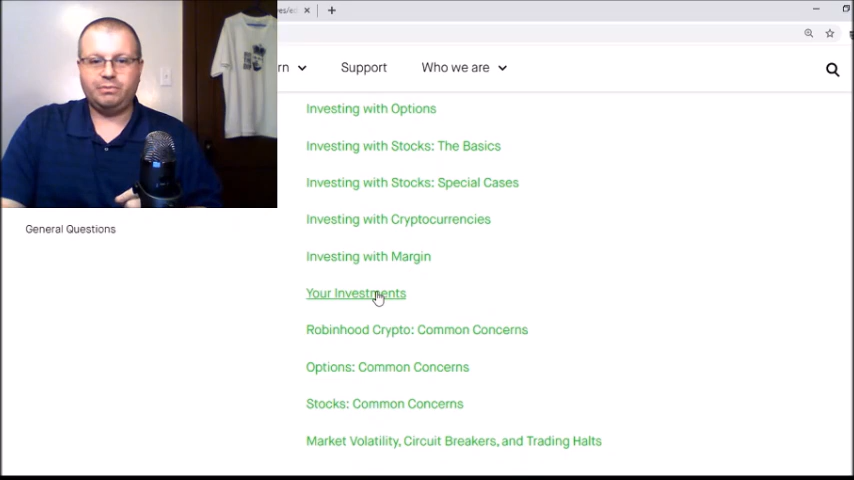 rn
Support
Who we are
Investing with Options
Investing with Stocks: The Basics
Investing with Stocks: Special Cases
Investing with Cryptocurrencies
General Questions
Investing with Margin
Your Investments
Robinhood Crypto: Common Concerns
Options: Common Concerns
Stocks: Common Concerns
Market Volatility, Circuit Breakers, and Trading Halts